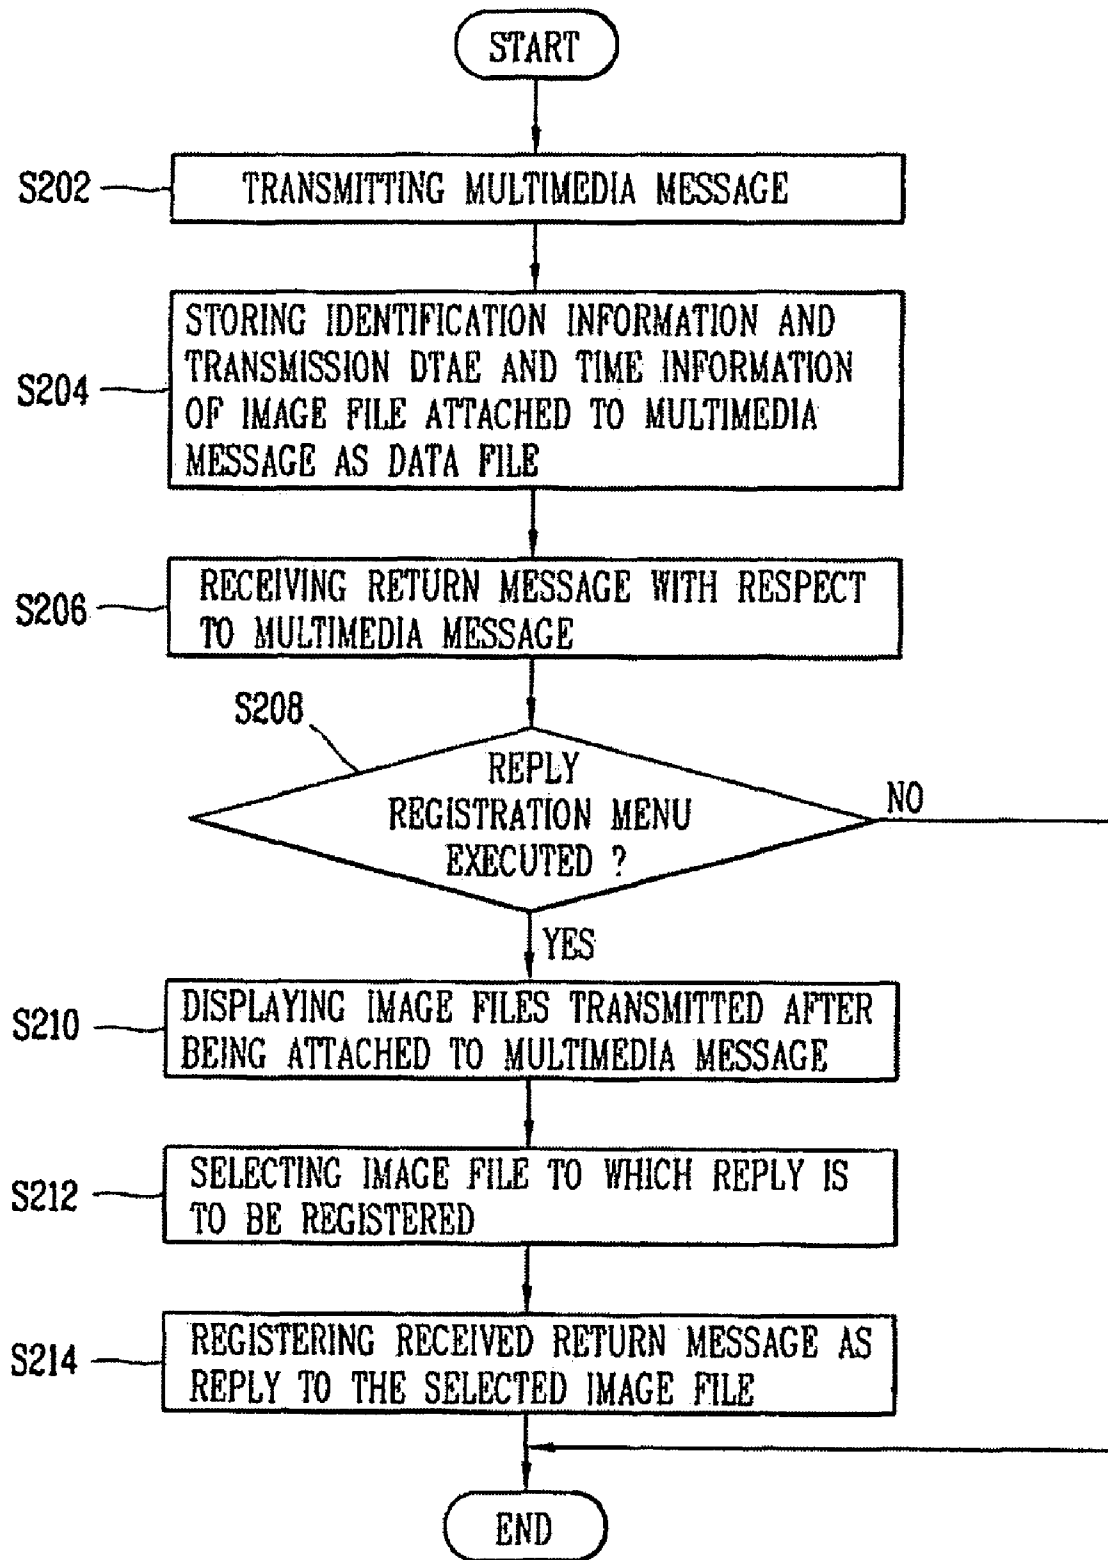 START
S202
TRANSMITTING MULTIMEDIA MESSAGE
S204
STORING IDENTIFICATION INFORMATION AND
TRANSMISSION DTAE AND TIME INFORMATION
OF IMAGE FILE ATTACHED TO MULTIMEDIA
MESSAGE AS DATA FILE
S206
RECEIVING RETURN MESSAGE WITH RESPECT
TO MULTIMEDIA MESSAGE
S208
REPLY
REGISTRATION MENU
EXECUTED ?
NO
YES
S210
DISPLAYING IMAGE FILES TRANSMITTED AFTER
BEING ATTACHED TO MULTIMEDIA MESSAGE
S212
SELECTING IMAGE FILE TO WHICH REPLY IS
TO BE REGISTERED
S214
REGISTERING RECEIVED RETURN MESSAGE AS
REPLY TO THE SELECTED IMAGE FILE
END